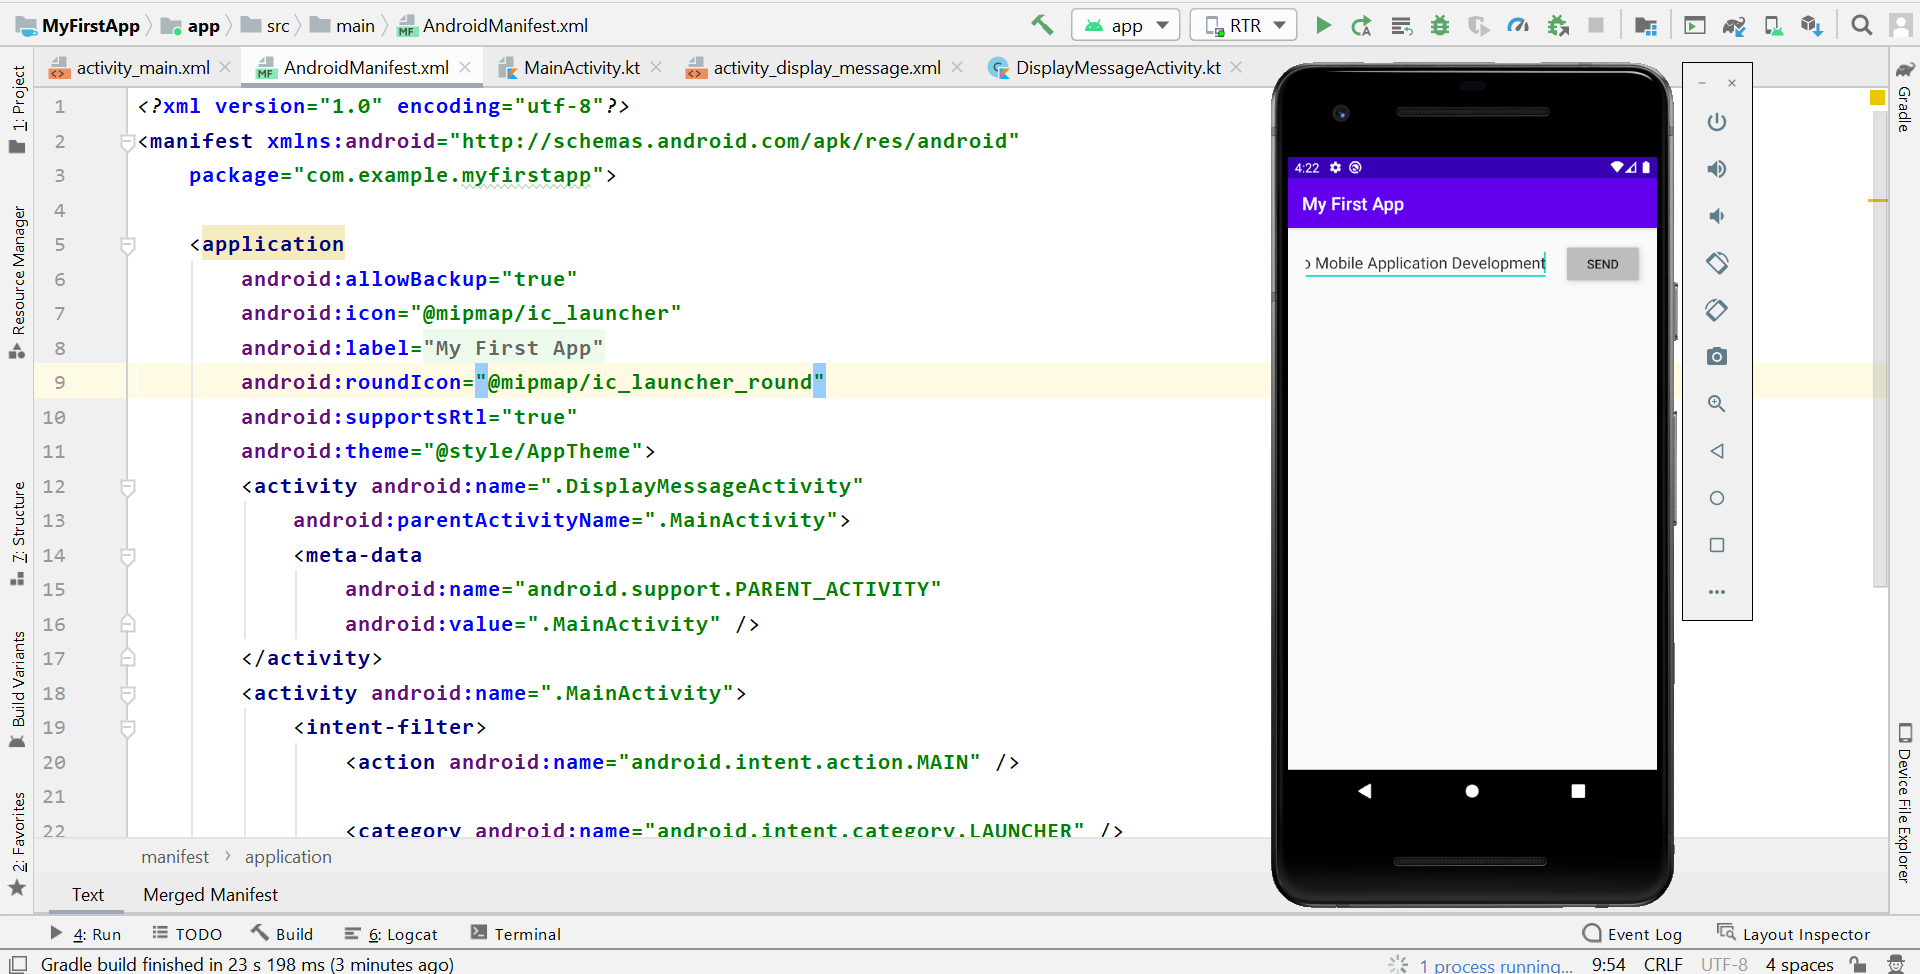 MyFirstApp app src main AndroidManifest.xml app RTR
activity_main.xml AndroidManifest.xml MainActivity.kt activity_display_message.xml DisplayMessageActivity.kt
1: Project
Resource Manager
7: Structure
Build Variants
2: Favorites
1 <?xml version="1.0" encoding="utf-8"?>
2 <manifest xmlns:android="http://schemas.android.com/apk/res/android"
3 package="com.example.myfirstapp">
4
5 <application
6 android:allowBackup="true"
7 android:icon="@mipmap/ic_launcher"
8 android:label="My First App"
9 android:roundIcon="@mipmap/ic_launcher_round"
10 android:supportsRtl="true"
11 android:theme="@style/AppTheme">
12 <activity android:name=".DisplayMessageActivity"
13 android:parentActivityName=".MainActivity">
14 <meta-data
15 android:name="android.support.PARENT_ACTIVITY"
16 android:value=".MainActivity" />
17 </activity>
18 <activity android:name=".MainActivity">
19 <intent-filter>
20 <action android:name="android.intent.action.MAIN" />
21
22 <category android:name="android.intent.category.LAUNCHER" />
manifest › application
Text Merged Manifest
4:22
My First App
o Mobile Application Development SEND
Gradle
Device File Explorer
4: Run TODO Build 6: Logcat Terminal Event Log Layout Inspector
Gradle build finished in 23 s 198 ms (3 minutes ago) 1 process running... 9:54 CRLF UTF-8 4 spaces